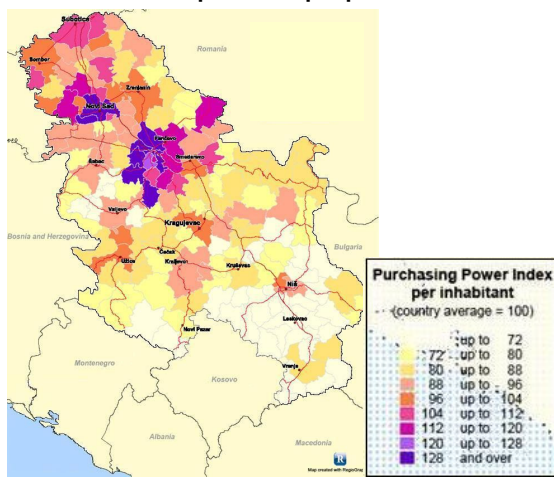 Subotica
Romania
Sombor
Zrenjanin
Novi Sad
Pančevo
Šabac
Smederevo
Valjevo
Bosnia and Herzegovina
Kragujevac
Bulgaria
Užice
Čačak
Kraljevo
Kruševac
Niš
Novi Pazar
Leskovac
Vranje
Montenegro
Kosovo
Albania
Macedonia
Map created with RegioGraph
R
Purchasing Power Index
per inhabitant
(country average = 100)
up to 72
72 up to 80
80 up to 88
88 up to 96
96 up to 104
104 up to 112
112 up to 120
120 up to 128
128 and over